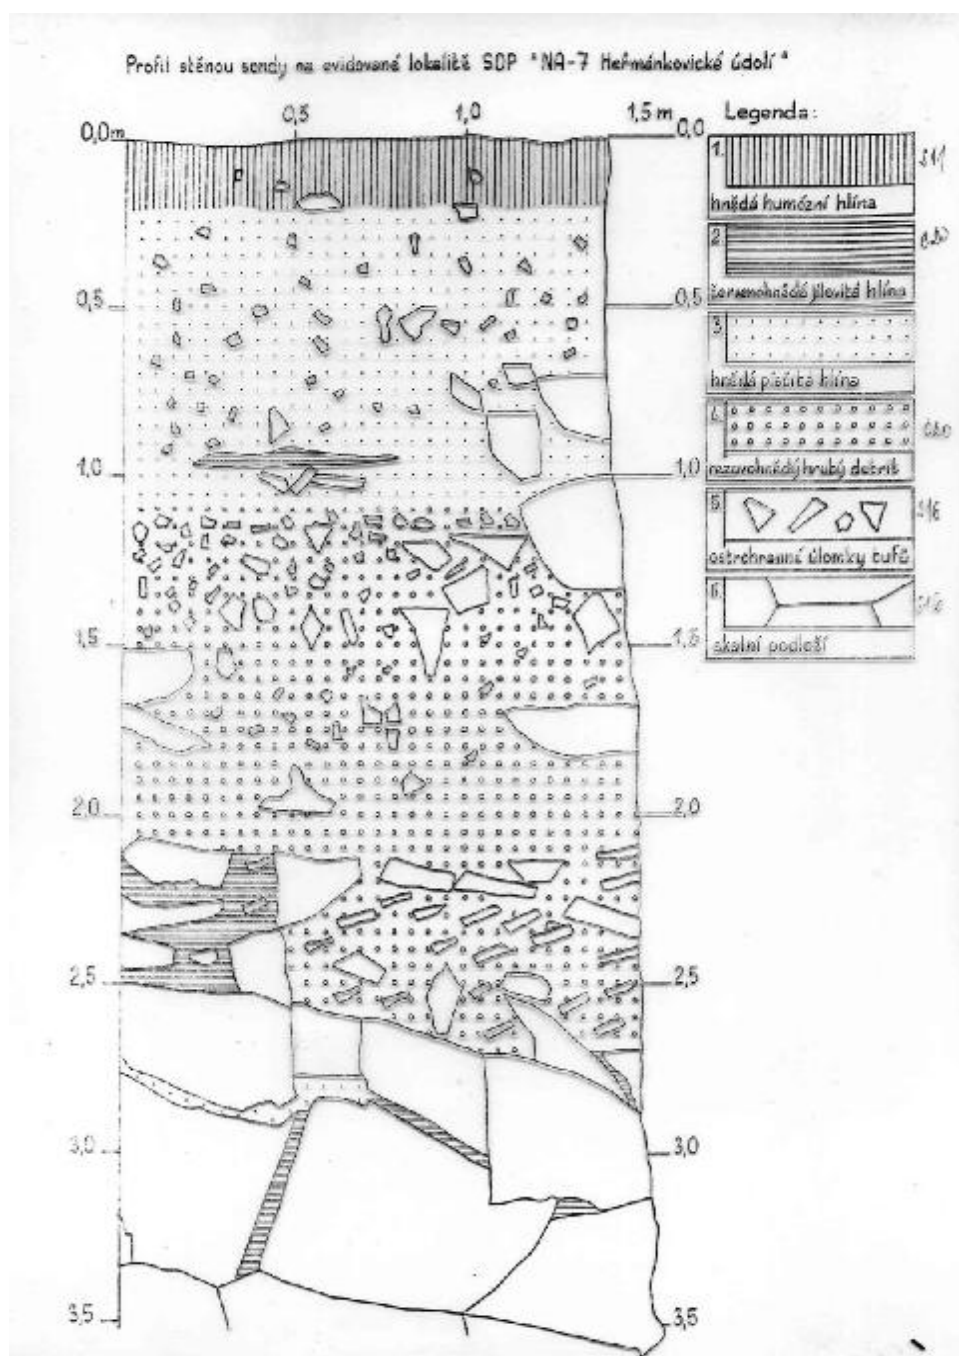 Profil stěnou sondy na evidované lokalitě SOP "NA-7 Heřmánkovické údolí"
0,5 1,0 1,5 m
0,0 m 0,0
Legenda:
1.
hnědá humózní hlína
2.
červenohnědá jílovitá hlína
0,5 0,5
3.
hnědá písčitá hlína
4.
rezavohnědý hrubý detrit
1,0 1,0
5.
ostrohranné úlomky tufů
6.
skalní podloží
1,5 1,5
2,0 2,0
2,5 2,5
3,0 3,0
3,5 3,5